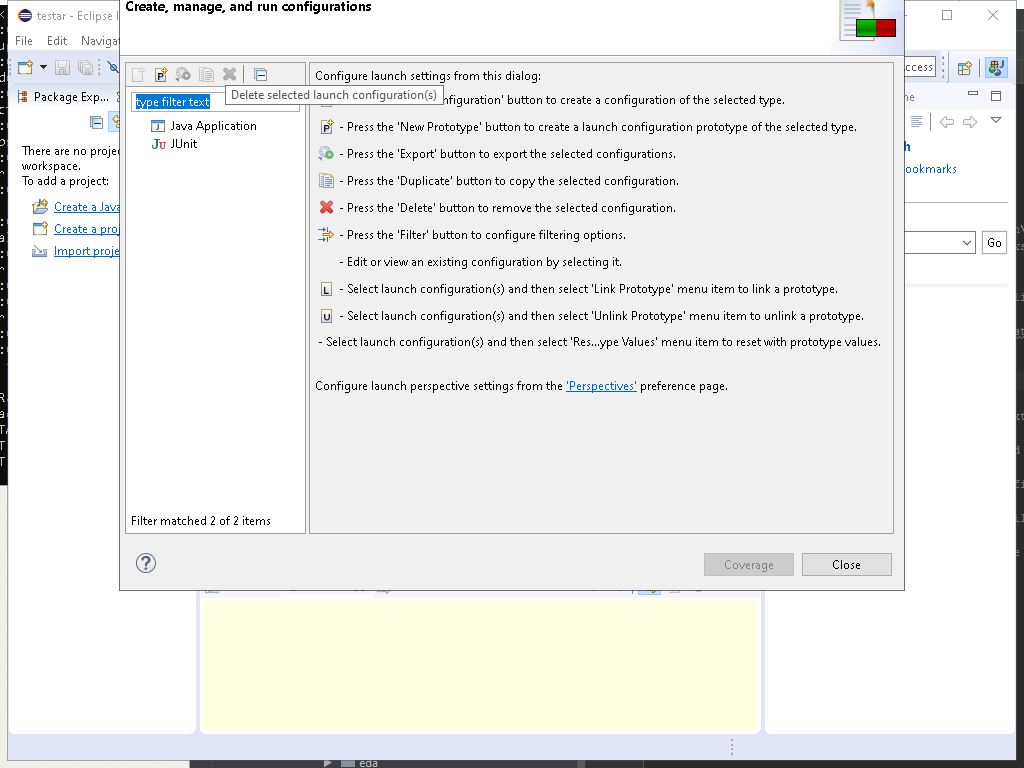 Create, manage, and run configurations
testar - Eclipse I
File Edit Naviga
Configure launch settings from this dialog:
ccess
Package Exp...
type filter text
Delete selected launch configuration(s)
nfiguration' button to create a configuration of the selected type.
Java Application
- Press the 'New Prototype' button to create a launch configuration prototype of the selected type.
JUnit
There are no projec
workspace.
To add a project:
- Press the 'Export' button to export the selected configurations.
ookmarks
- Press the 'Duplicate' button to copy the selected configuration.
Create a Java
- Press the 'Delete' button to remove the selected configuration.
Create a proj
- Press the 'Filter' button to configure filtering options.
Go
Import proje
- Edit or view an existing configuration by selecting it.
- Select launch configuration(s) and then select 'Link Prototype' menu item to link a prototype.
- Select launch configuration(s) and then select 'Unlink Prototype' menu item to unlink a prototype.
- Select launch configuration(s) and then select 'Res...ype Values' menu item to reset with prototype values.
Configure launch perspective settings from the 'Perspectives' preference page.
Filter matched 2 of 2 items
Coverage
Close
eda